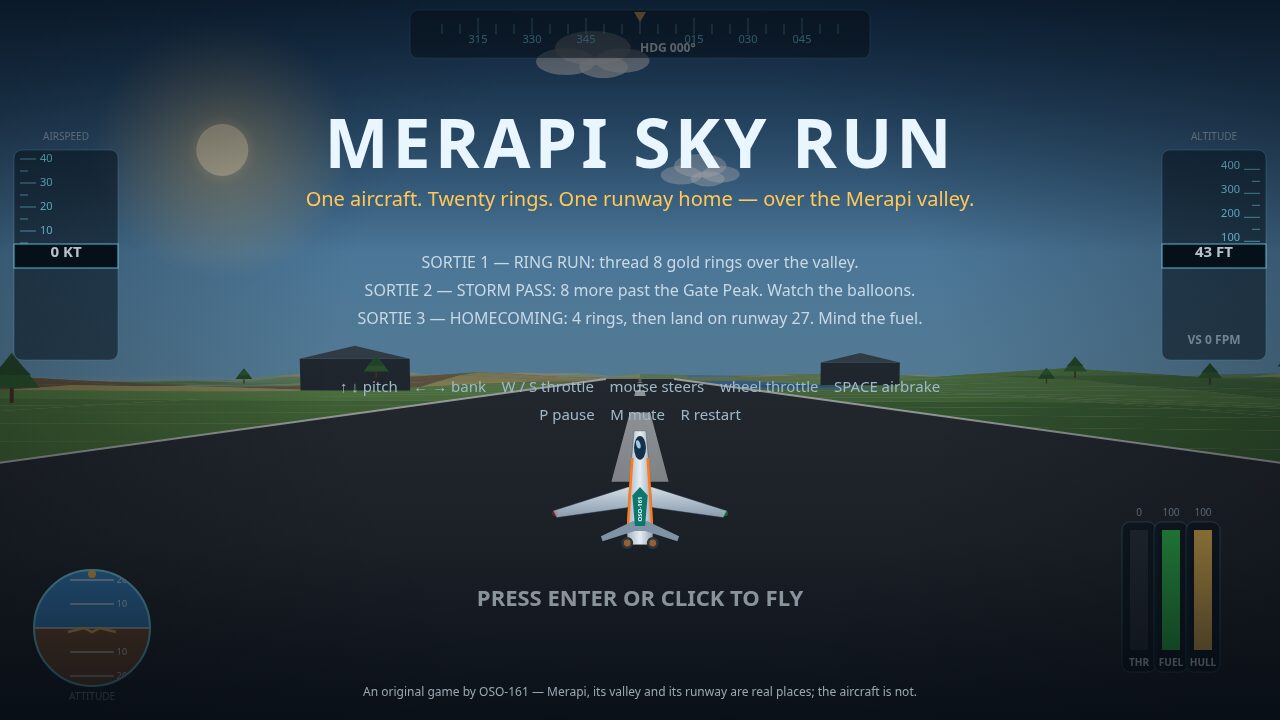 315 330 345 015 030 045
HDG 000°
AIRSPEED
40
30
20
10
0 KT
ALTITUDE
400
300
200
100
43 FT
VS 0 FPM
MERAPI SKY RUN
One aircraft. Twenty rings. One runway home — over the Merapi valley.
SORTIE 1 — RING RUN: thread 8 gold rings over the valley.
SORTIE 2 — STORM PASS: 8 more past the Gate Peak. Watch the balloons.
SORTIE 3 — HOMECOMING: 4 rings, then land on runway 27. Mind the fuel.
↑ ↓ pitch ← → bank W / S throttle mouse steers wheel throttle SPACE airbrake
P pause M mute R restart
OSO-161
PRESS ENTER OR CLICK TO FLY
20
10
10
20
ATTITUDE
0 100 100
THR FUEL HULL
An original game by OSO-161 — Merapi, its valley and its runway are real places; the aircraft is not.